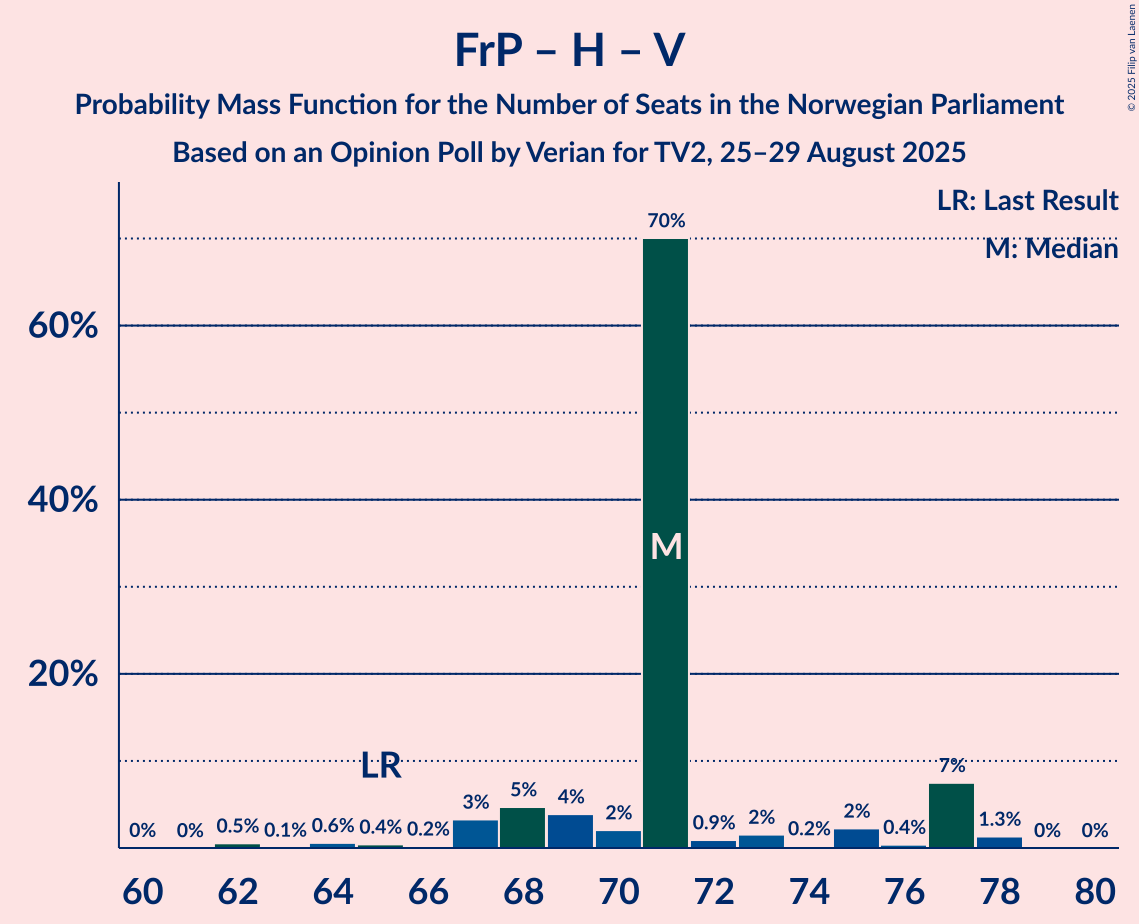 FrP – H – V
Probability Mass Function for the Number of Seats in the Norwegian Parliament
Based on an Opinion Poll by Verian for TV2, 25–29 August 2025
© 2025 Filip van Laenen
LR: Last Result
M: Median
60%
40%
20%
0%
0%
0.5%
0.1%
0.6%
0.4%
0.2%
3%
5%
4%
2%
70%
0.9%
2%
0.2%
2%
0.4%
7%
1.3%
0%
0%
LR
M
60 62 64 66 68 70 72 74 76 78 80